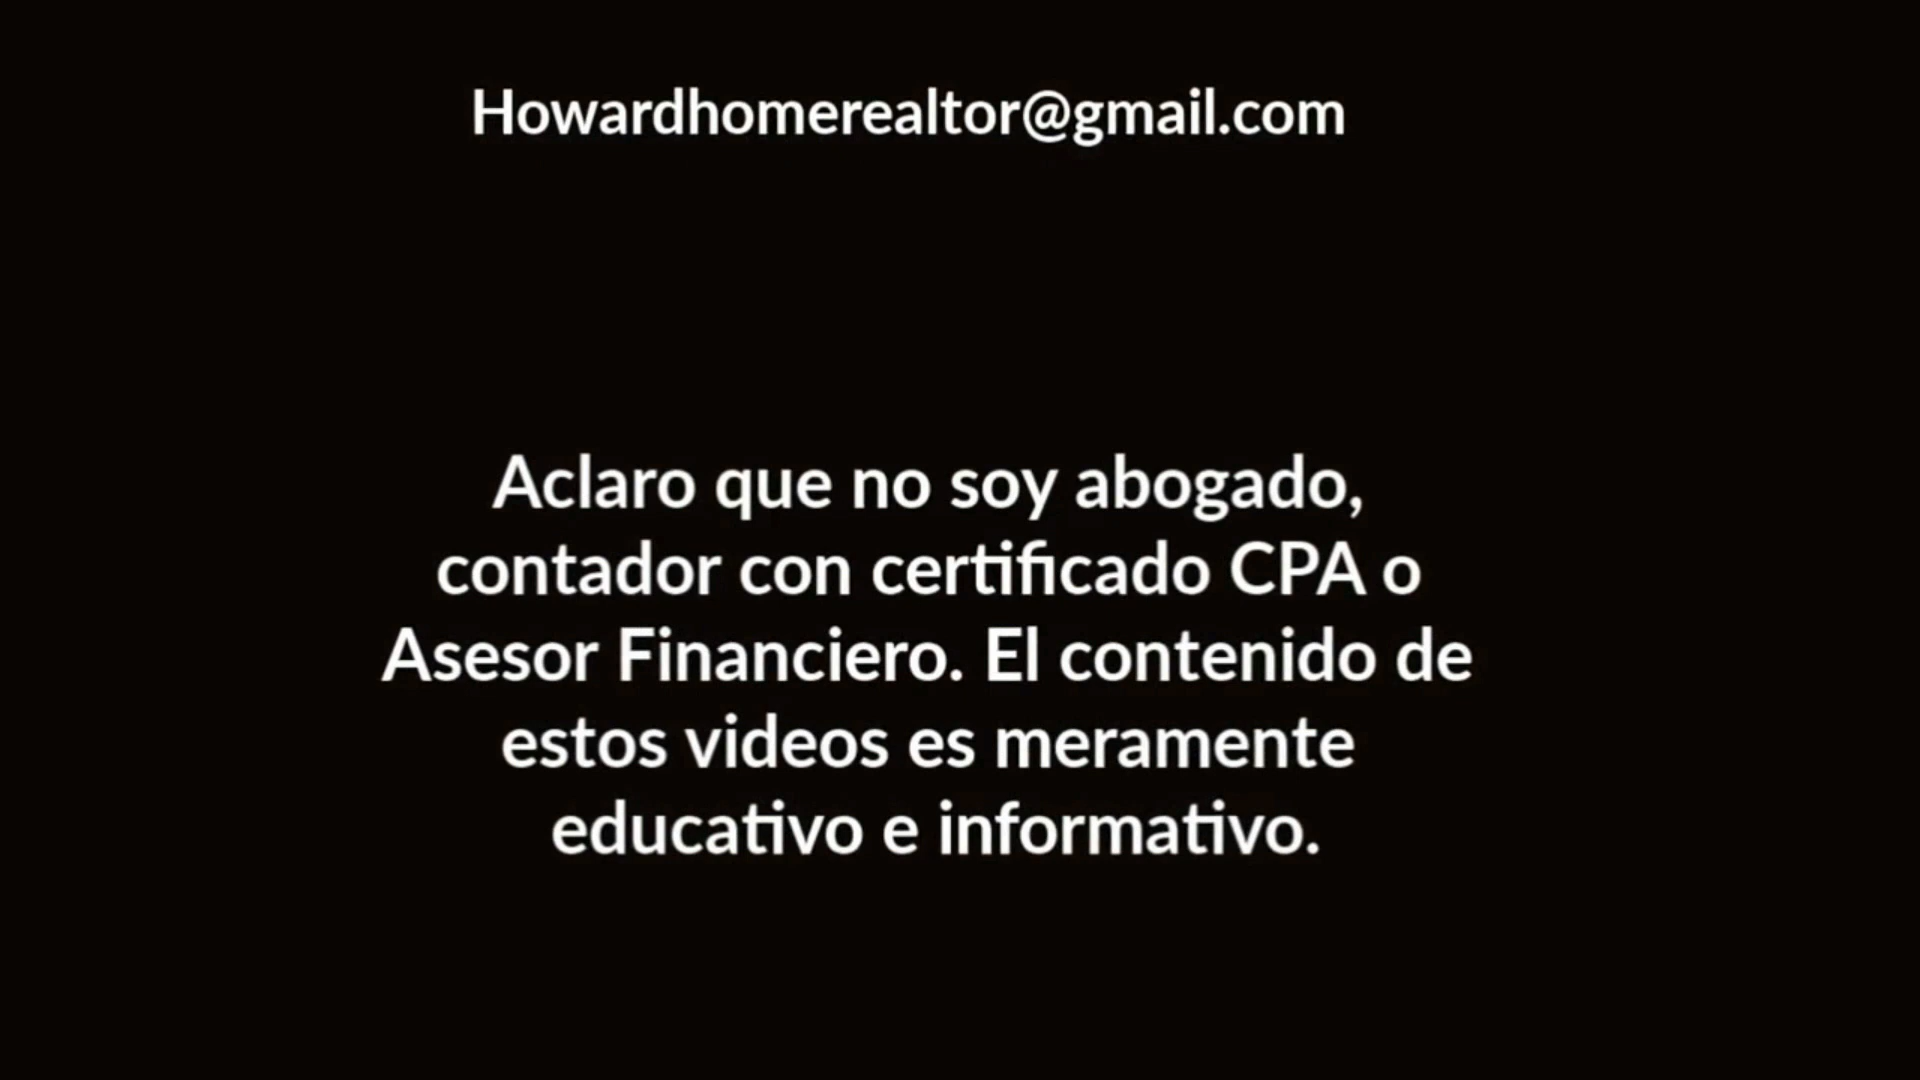 Howardhomerealtor@gmail.com
Aclaro que no soy abogado,
contador con certificado CPA o
Asesor Financiero. El contenido de
estos videos es meramente
educativo e informativo.